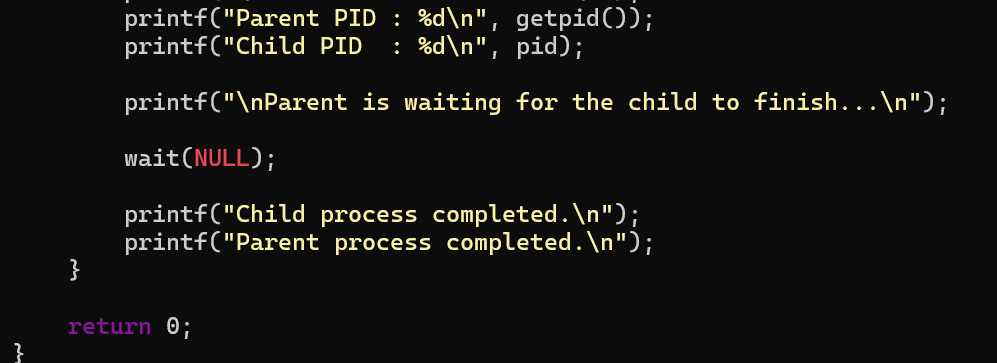 printf("Parent PID : %d\n", getpid());
printf("Child PID  : %d\n", pid);
printf("\nParent is waiting for the child to finish...\n");
wait(NULL);
printf("Child process completed.\n");
printf("Parent process completed.\n");
}
return 0;
}